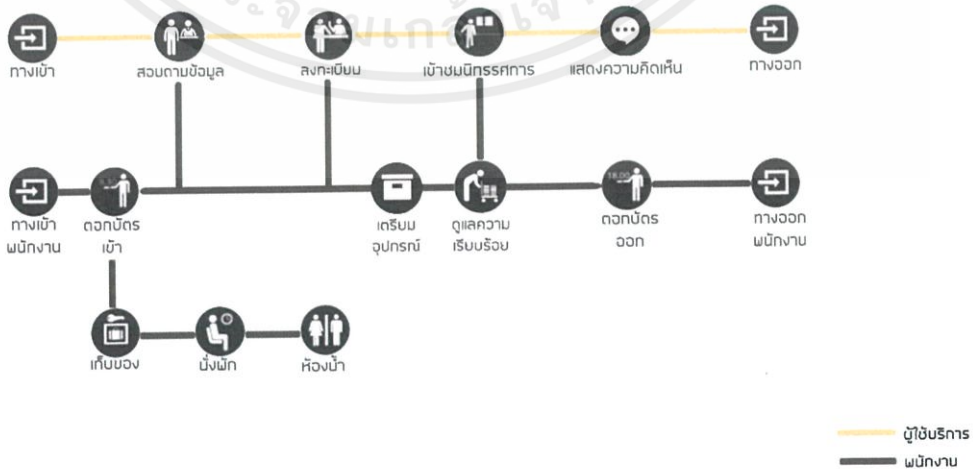 ทางเข้า
สอบถามข้อมูล
ลงทะเบียน
เข้าชมนิทรรศการ
แสดงความคิดเห็น
ทางออก
ทางเข้า
พนักงาน
ตอกบัตร
เข้า
เตรียม
อุปกรณ์
ดูแลความ
เรียบร้อย
18.00
ตอกบัตร
ออก
ทางออก
พนักงาน
เก็บของ
นั่งพัก
ห้องน้ำ
ผู้ใช้บริการ
พนักงาน